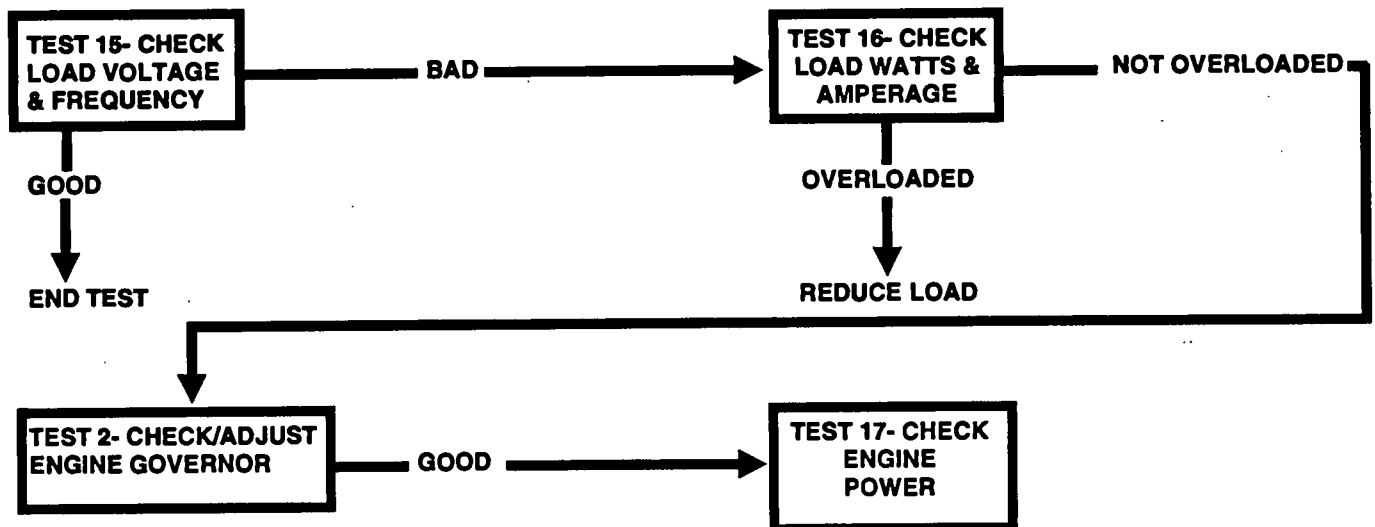 TEST 15- CHECK
LOAD VOLTAGE
& FREQUENCY
BAD
TEST 16- CHECK
LOAD WATTS &
AMPERAGE
NOT OVERLOADED
GOOD
OVERLOADED
END TEST
REDUCE LOAD
TEST 2- CHECK/ADJUST
ENGINE GOVERNOR
GOOD
TEST 17- CHECK
ENGINE
POWER